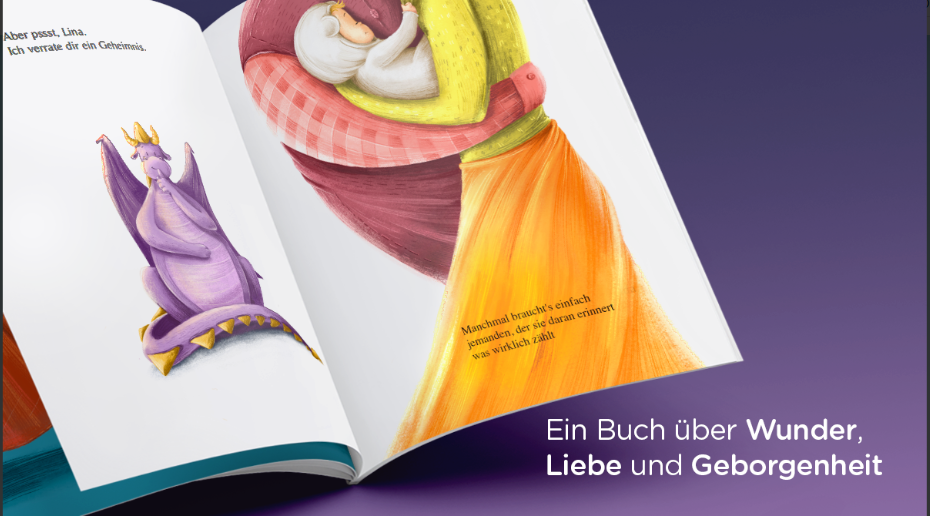 Aber pssst, Lina.
Ich verrate dir ein Geheimnis.
Manchmal braucht's einfach
jemanden, der sie daran erinnert
was wirklich zählt
Ein Buch über Wunder,
Liebe und Geborgenheit